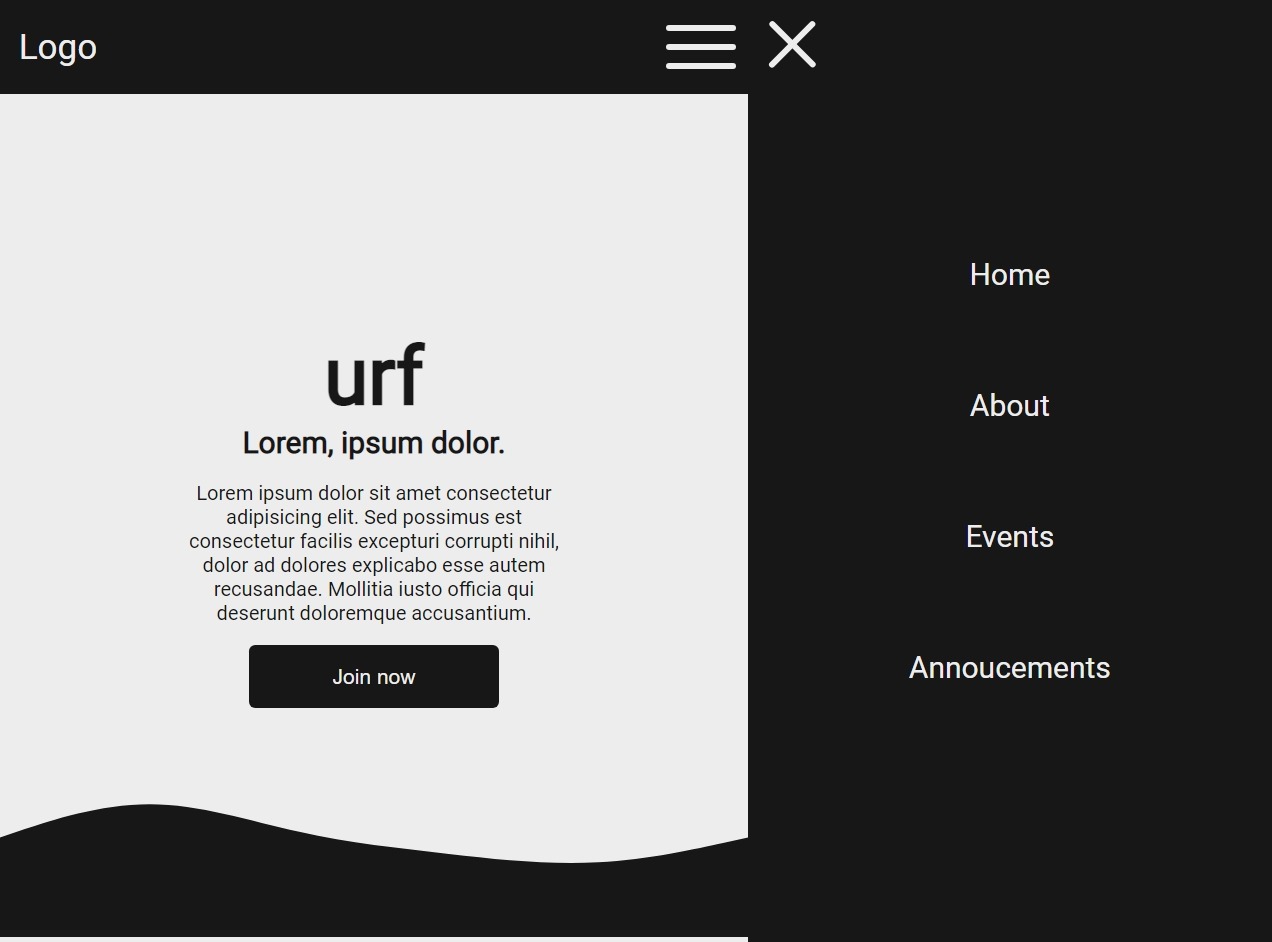 Logo
urf
Lorem, ipsum dolor.
Lorem ipsum dolor sit amet consectetur
adipisicing elit. Sed possimus est
consectetur facilis excepturi corrupti nihil,
dolor ad dolores explicabo esse autem
recusandae. Mollitia iusto officia qui
deserunt doloremque accusantium.
Join now
Home
About
Events
Annoucements